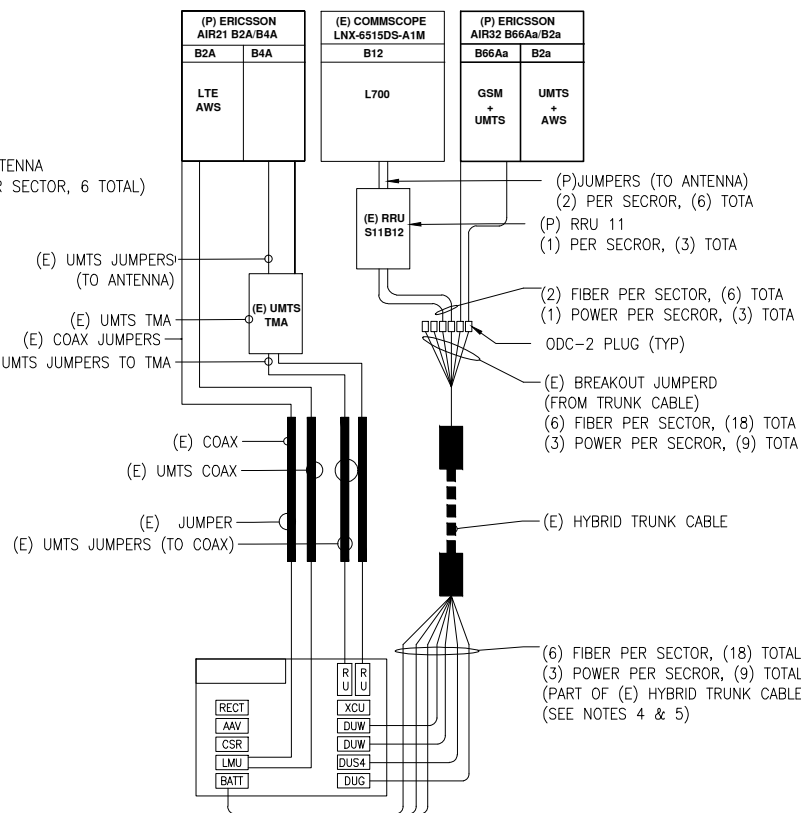 (P) ERICSSON
AIR21 B2A/B4A
B2A B4A
LTE
AWS
(E) COMMSCOPE
LNX-6515DS-A1M
B12
L700
(P) ERICSSON
AIR32 B66Aa/B2a
B66Aa B2a
GSM
+
UMTS
UMTS
+
AWS
TENNA
R SECTOR, 6 TOTAL)
(P)JUMPERS (TO ANTENNA)
(2) PER SECROR, (6) TOTA
(E) RRU
S11B12
(P) RRU 11
(1) PER SECROR, (3) TOTA
(E) UMTS JUMPERS
(TO ANTENNA)
(E) UMTS
TMA
(E) UMTS TMA
(E) COAX JUMPERS
UMTS JUMPERS TO TMA
(2) FIBER PER SECTOR, (6) TOTA
(1) POWER PER SECROR, (3) TOTA
ODC-2 PLUG (TYP)
(E) BREAKOUT JUMPERD
(FROM TRUNK CABLE)
(6) FIBER PER SECTOR, (18) TOTA
(3) POWER PER SECROR, (9) TOTA
(E) COAX
(E) UMTS COAX
(E) JUMPER
(E) UMTS JUMPERS (TO COAX)
(E) HYBRID TRUNK CABLE
(6) FIBER PER SECTOR, (18) TOTAL
(3) POWER PER SECROR, (9) TOTAL
(PART OF (E) HYBRID TRUNK CABLE
(SEE NOTES 4 & 5)
R
U
R
U
RECT XCU
AAV DUW
CSR DUW
LMU DUS4
BATT DUG